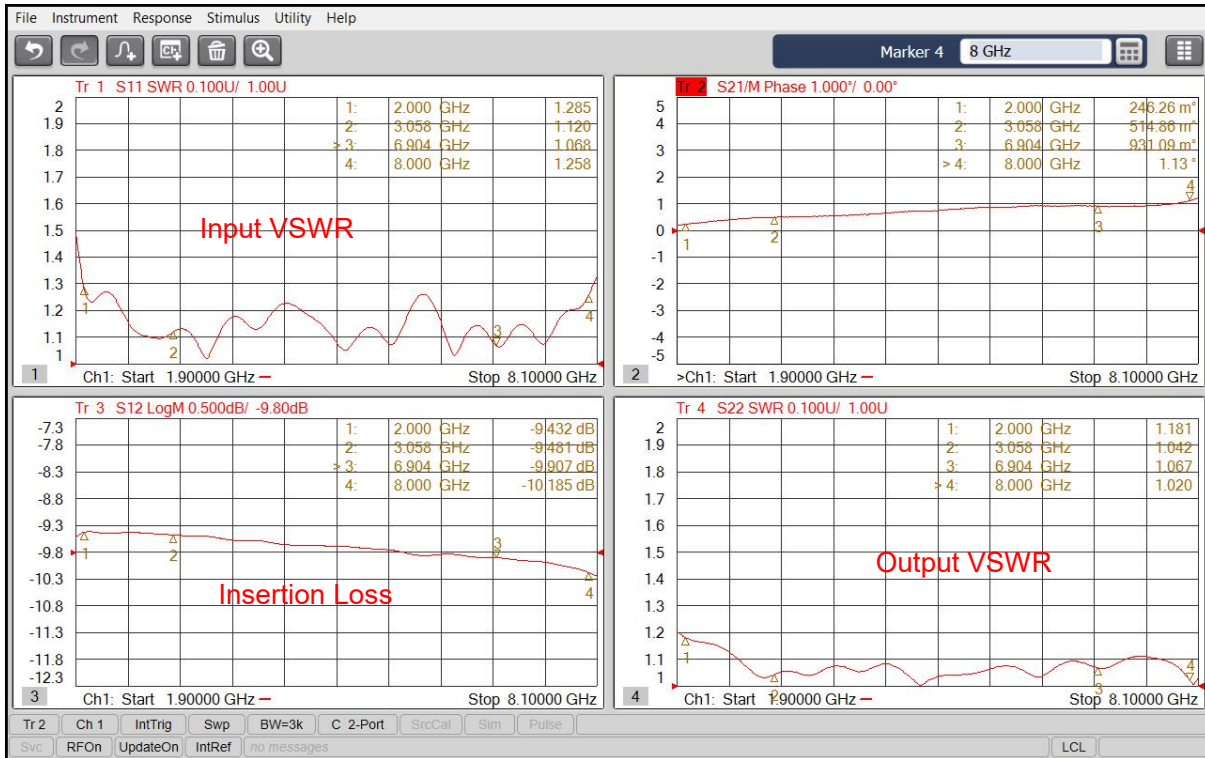 File Instrument Response Stimulus Utility Help
Marker 4 8 GHz
Tr 1 S11 SWR 0.100U/ 1.00U
2
1.9
1.8
1.7
1.6
1.5
1.4
1.3
1.2
1.1
1
1: 2.000 GHz 1.285
2: 3.058 GHz 1.120
> 3: 6.904 GHz 1.068
4: 8.000 GHz 1.258
Input VSWR
1
2
3
4
1 Ch1: Start 1.90000 GHz Stop 8.10000 GHz
Tr 2 S21/M Phase 1.000°/ 0.00°
5
4
3
2
1
0
-1
-2
-3
-4
-5
1: 2.000 GHz 246.26 m°
2: 3.058 GHz 514.86 m°
3: 6.904 GHz 931.09 m°
> 4: 8.000 GHz 1.13 °
1
2
3
4
2 >Ch1: Start 1.90000 GHz Stop 8.10000 GHz
Tr 3 S12 LogM 0.500dB/ -9.80dB
-7.3
-7.8
-8.3
-8.8
-9.3
-9.8
-10.3
-10.8
-11.3
-11.8
-12.3
1: 2.000 GHz -9.432 dB
2: 3.058 GHz -9.481 dB
> 3: 6.904 GHz -9.907 dB
4: 8.000 GHz -10.185 dB
1
2
3
4
Insertion Loss
3 Ch1: Start 1.90000 GHz Stop 8.10000 GHz
Tr 4 S22 SWR 0.100U/ 1.00U
2
1.9
1.8
1.7
1.6
1.5
1.4
1.3
1.2
1.1
1
1: 2.000 GHz 1.181
2: 3.058 GHz 1.042
3: 6.904 GHz 1.067
> 4: 8.000 GHz 1.020
Output VSWR
1
2
3
4
4 Ch1: Start 1.90000 GHz Stop 8.10000 GHz
Tr 2 Ch 1 IntTrig Swp BW=3k C 2-Port SrcCal Sim Pulse
Svc RFOn UpdateOn IntRef no messages LCL